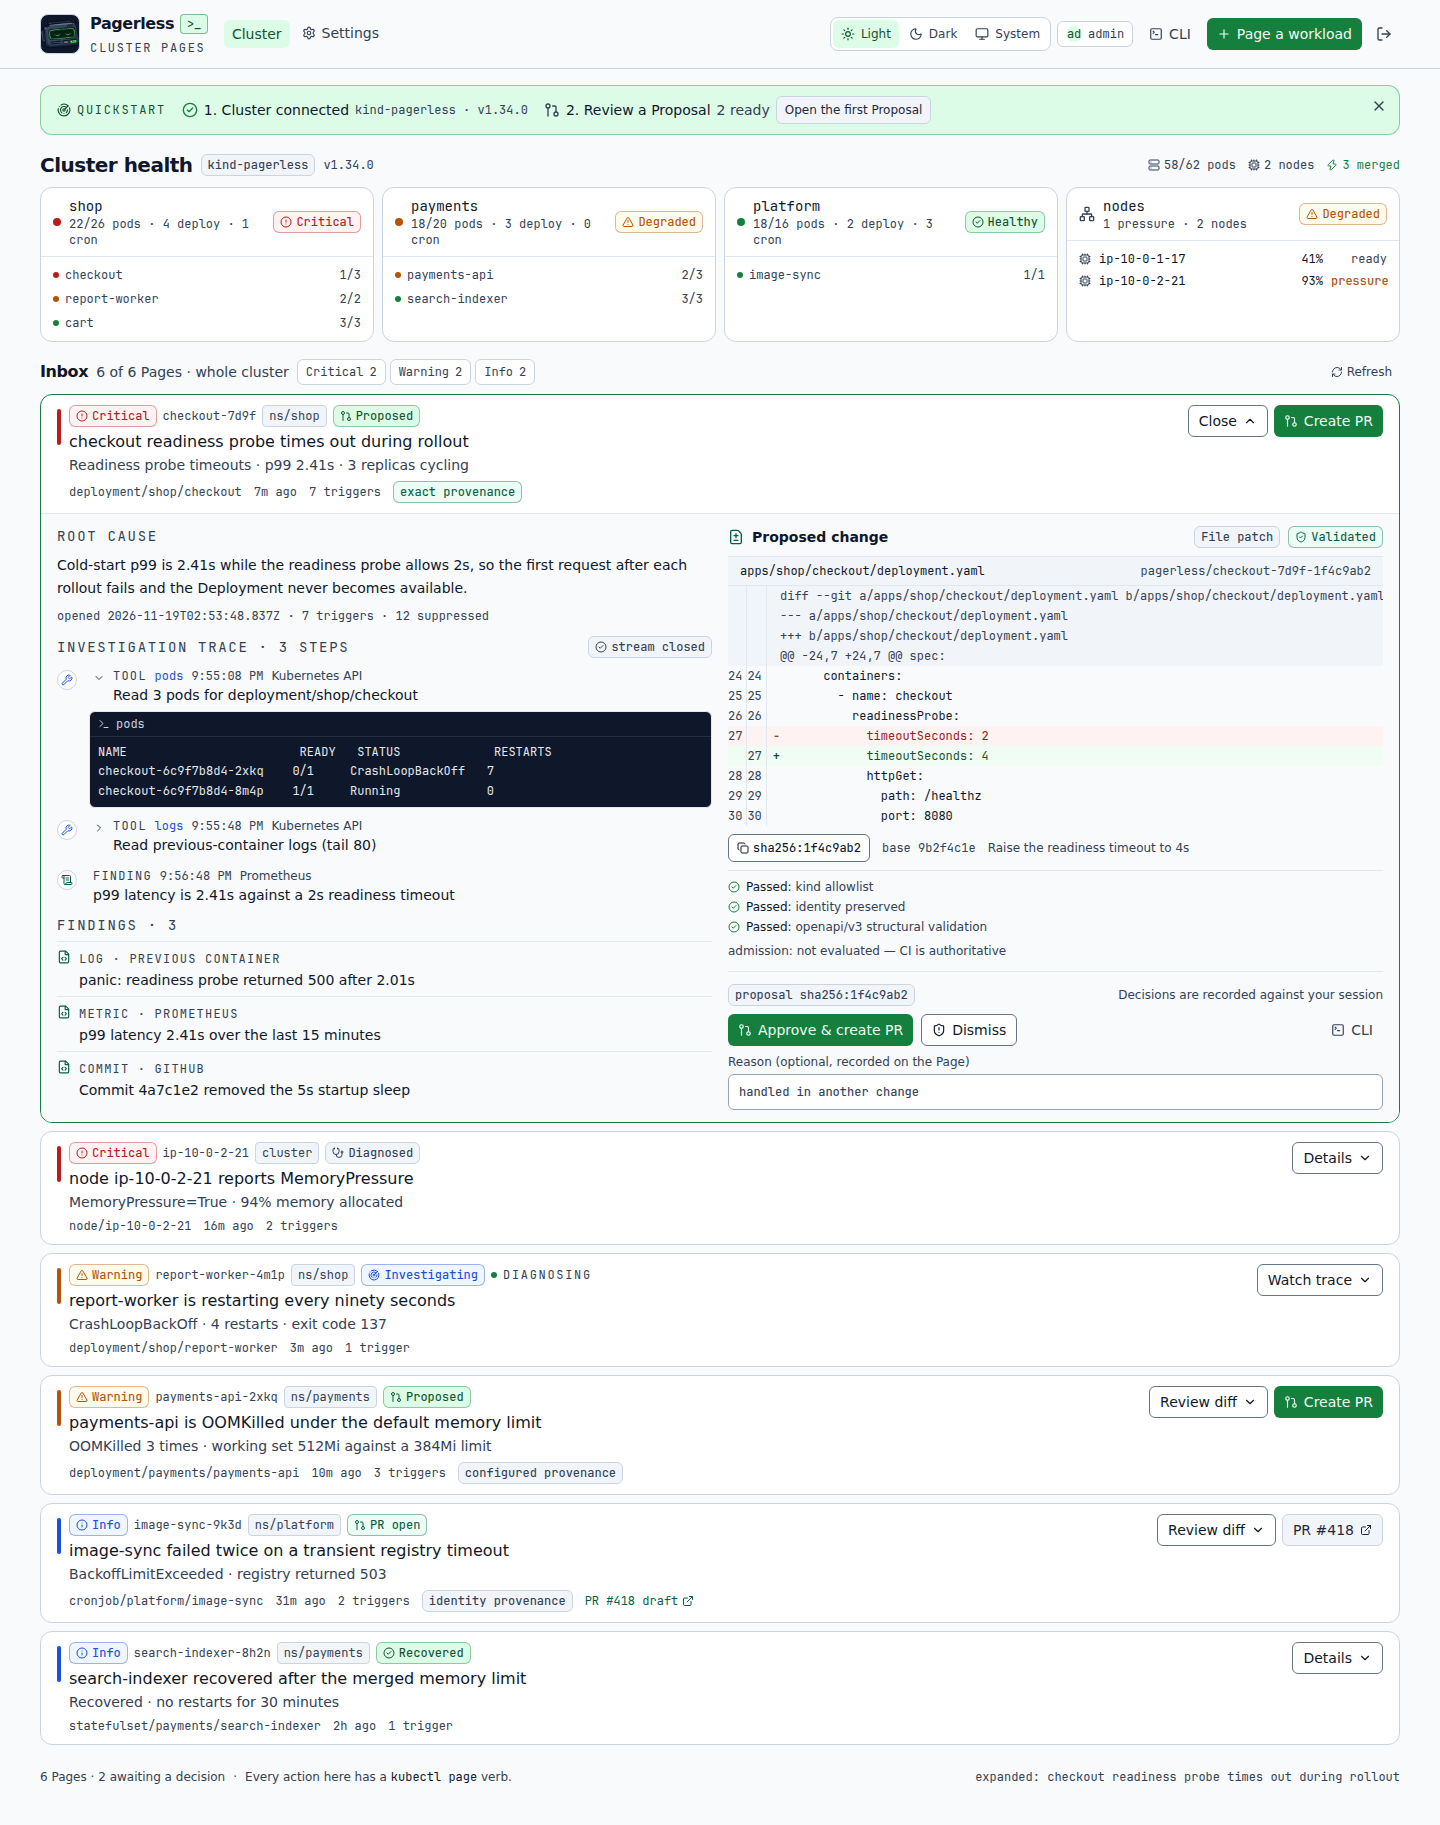 Pagerless >_
CLUSTER PAGES
Cluster
Settings
Light
Dark
System
ad admin
CLI
+ Page a workload
QUICKSTART
1. Cluster connected kind-pagerless · v1.34.0
2. Review a Proposal 2 ready
Open the first Proposal
Cluster health kind-pagerless v1.34.0
58/62 pods
2 nodes
3 merged
shop
22/26 pods · 4 deploy · 1
cron
Critical
checkout 1/3
report-worker 2/2
cart 3/3
payments
18/20 pods · 3 deploy · 0
cron
Degraded
payments-api 2/3
search-indexer 3/3
platform
18/16 pods · 2 deploy · 3
cron
Healthy
image-sync 1/1
nodes
1 pressure · 2 nodes
Degraded
ip-10-0-1-17 41% ready
ip-10-0-2-21 93% pressure
Inbox 6 of 6 Pages · whole cluster
Critical 2
Warning 2
Info 2
Refresh
Critical checkout-7d9f ns/shop Proposed
checkout readiness probe times out during rollout
Readiness probe timeouts · p99 2.41s · 3 replicas cycling
deployment/shop/checkout 7m ago 7 triggers exact provenance
Close
Create PR
ROOT CAUSE
Cold-start p99 is 2.41s while the readiness probe allows 2s, so the first request after each
rollout fails and the Deployment never becomes available.
opened 2026-11-19T02:53:48.837Z · 7 triggers · 12 suppressed
INVESTIGATION TRACE · 3 STEPS
stream closed
TOOL pods 9:55:08 PM Kubernetes API
Read 3 pods for deployment/shop/checkout
>_ pods
NAME READY STATUS RESTARTS
checkout-6c9f7b8d4-2xkq 0/1 CrashLoopBackOff 7
checkout-6c9f7b8d4-8m4p 1/1 Running 0
TOOL logs 9:55:48 PM Kubernetes API
Read previous-container logs (tail 80)
FINDING 9:56:48 PM Prometheus
p99 latency is 2.41s against a 2s readiness timeout
FINDINGS · 3
LOG · PREVIOUS CONTAINER
panic: readiness probe returned 500 after 2.01s
METRIC · PROMETHEUS
p99 latency 2.41s over the last 15 minutes
COMMIT · GITHUB
Commit 4a7c1e2 removed the 5s startup sleep
Proposed change
File patch
Validated
apps/shop/checkout/deployment.yaml pagerless/checkout-7d9f-1f4c9ab2
diff --git a/apps/shop/checkout/deployment.yaml b/apps/shop/checkout/deployment.yaml
--- a/apps/shop/checkout/deployment.yaml
+++ b/apps/shop/checkout/deployment.yaml
@@ -24,7 +24,7 @@ spec:
24 24 containers:
25 25 - name: checkout
26 26 readinessProbe:
27 - timeoutSeconds: 2
27 + timeoutSeconds: 4
28 28 httpGet:
29 29 path: /healthz
30 30 port: 8080
sha256:1f4c9ab2 base 9b2f4c1e Raise the readiness timeout to 4s
Passed: kind allowlist
Passed: identity preserved
Passed: openapi/v3 structural validation
admission: not evaluated — CI is authoritative
proposal sha256:1f4c9ab2
Decisions are recorded against your session
Approve & create PR
Dismiss
CLI
Reason (optional, recorded on the Page)
handled in another change
Critical ip-10-0-2-21 cluster Diagnosed
node ip-10-0-2-21 reports MemoryPressure
MemoryPressure=True · 94% memory allocated
node/ip-10-0-2-21 16m ago 2 triggers
Details
Warning report-worker-4m1p ns/shop Investigating DIAGNOSING
report-worker is restarting every ninety seconds
CrashLoopBackOff · 4 restarts · exit code 137
deployment/shop/report-worker 3m ago 1 trigger
Watch trace
Warning payments-api-2xkq ns/payments Proposed
payments-api is OOMKilled under the default memory limit
OOMKilled 3 times · working set 512Mi against a 384Mi limit
deployment/payments/payments-api 10m ago 3 triggers configured provenance
Review diff
Create PR
Info image-sync-9k3d ns/platform PR open
image-sync failed twice on a transient registry timeout
BackoffLimitExceeded · registry returned 503
cronjob/platform/image-sync 31m ago 2 triggers identity provenance PR #418 draft
Review diff
PR #418
Info search-indexer-8h2n ns/payments Recovered
search-indexer recovered after the merged memory limit
Recovered · no restarts for 30 minutes
statefulset/payments/search-indexer 2h ago 1 trigger
Details
6 Pages · 2 awaiting a decision · Every action here has a kubectl page verb.
expanded: checkout readiness probe times out during rollout